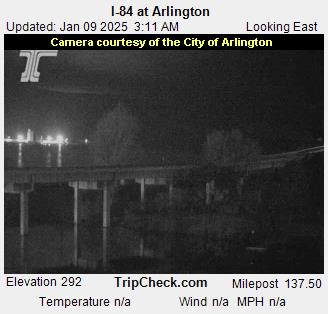 I-84 at Arlington
Updated: Jan 09 2025 3:11 AM Looking East
Camera courtesy of the City of Arlington
Elevation 292 TripCheck.com Milepost 137.50
Temperature n/a Wind n/a MPH n/a